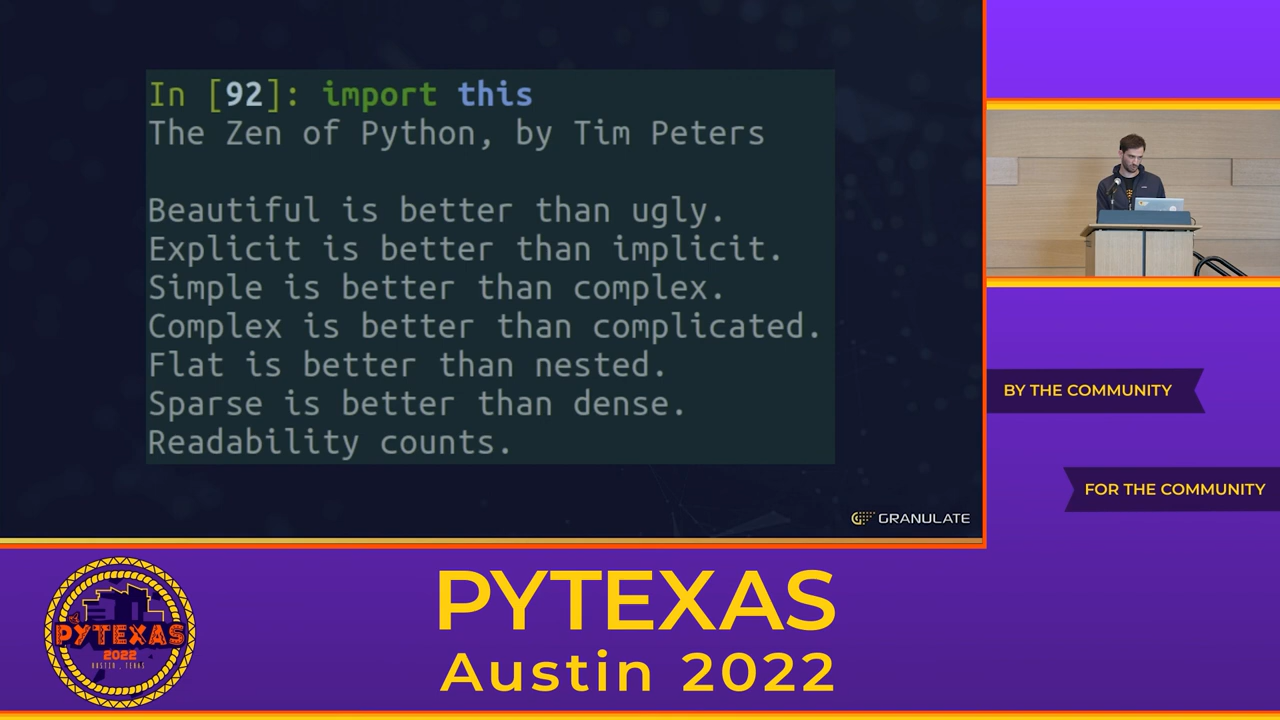 In [92]: import this
The Zen of Python, by Tim Peters
Beautiful is better than ugly.
Explicit is better than implicit.
Simple is better than complex.
Complex is better than complicated.
Flat is better than nested.
Sparse is better than dense.
Readability counts.
GRANULATE
BY THE COMMUNITY
FOR THE COMMUNITY
PYTEXAS
2022
AUSTIN, TEXAS
PYTEXAS
Austin 2022